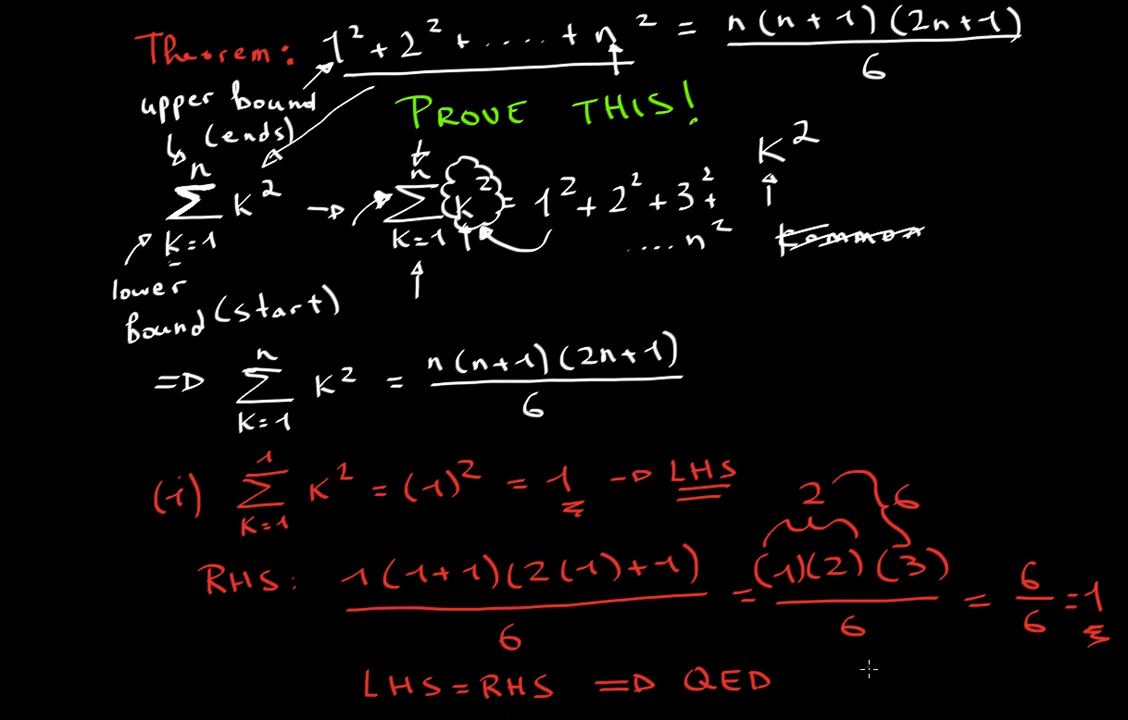 Theorem: 1² + 2² + ..... + n² = n(n+1)(2n+1) / 6
upper bound (ends)
PROVE THIS!
n Σ k=1 k² → n Σ k=1 k² = 1² + 2² + 3² + .... n²
k²
lower bound (start)
⇒ n Σ k=1 k² = n(n+1)(2n+1) / 6
(i) 1 Σ k=1 k² = (1)² = 1 → LHS
2 6
RHS: 1(1+1)(2(1)+1) / 6 = (1)(2)(3) / 6 = 6/6 = 1
LHS = RHS ⇒ QED